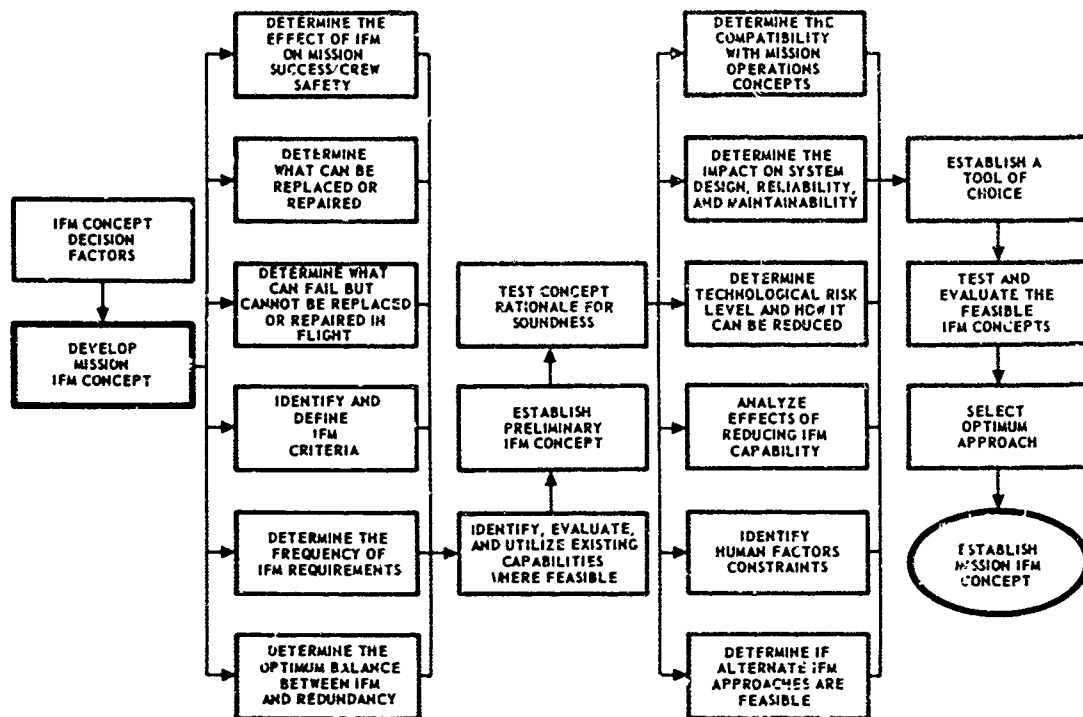 IFM CONCEPT
DECISION
FACTORS
DEVELOP
MISSION
IFM CONCEPT
DETERMINE THE
EFFECT OF IFM
ON MISSION
SUCCESS/CREW
SAFETY
DETERMINE
WHAT CAN BE
REPLACED OR
REPAIRED
DETERMINE WHAT
CAN FAIL BUT
CANNOT BE REPLACED
OR REPAIRED IN
FLIGHT
IDENTIFY AND
DEFINE
IFM
CRITERIA
DETERMINE THE
FREQUENCY OF
IFM REQUIREMENTS
DETERMINE THE
OPTIMUM BALANCE
BETWEEN IFM
AND REDUNDANCY
IDENTIFY, EVALUATE,
AND UTILIZE EXISTING
CAPABILITIES
WHERE FEASIBLE
ESTABLISH
PRELIMINARY
IFM CONCEPT
TEST CONCEPT
RATIONALE FOR
SOUNDNESS
DETERMINE THE
COMPATIBILITY
WITH MISSION
OPERATIONS
CONCEPTS
DETERMINE THE
IMPACT ON SYSTEM
DESIGN, RELIABILITY,
AND MAINTAINABILITY
DETERMINE
TECHNOLOGICAL RISK
LEVEL AND HOW IT
CAN BE REDUCED
ANALYZE
EFFECTS OF
REDUCING IFM
CAPABILITY
IDENTIFY
HUMAN FACTORS
CONSTRAINTS
DETERMINE IF
ALTERNATE IFM
APPROACHES ARE
FEASIBLE
ESTABLISH A
TOOL OF
CHOICE
TEST AND
EVALUATE THE
FEASIBLE
IFM CONCEPTS
SELECT
OPTIMUM
APPROACH
ESTABLISH
MISSION IFM
CONCEPT